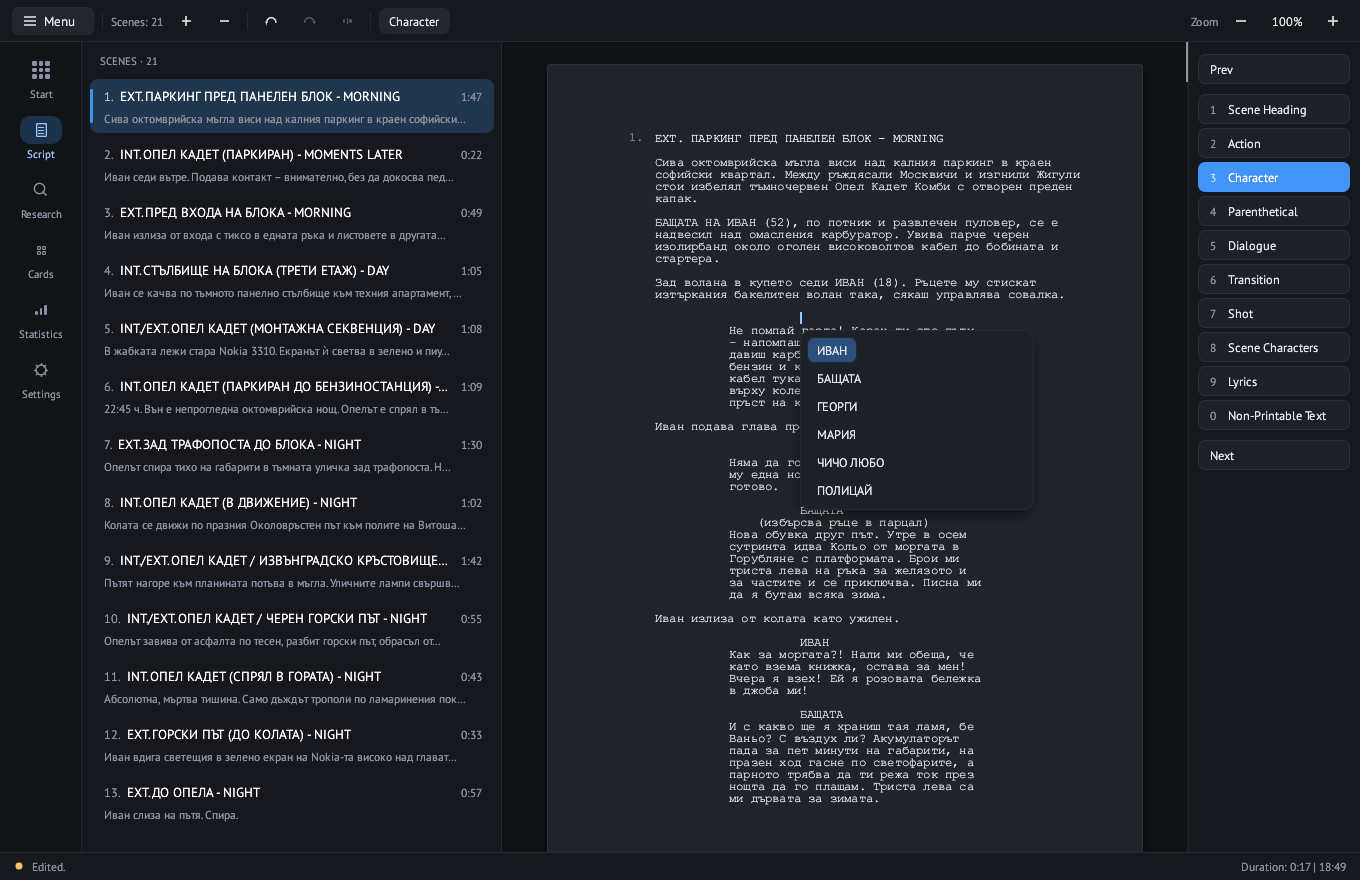 Menu
Scenes: 21
Character
Zoom
100%
Start
Script
Research
Cards
Statistics
Settings
SCENES · 21
1. EXT.ПАРКИНГ ПРЕД ПАНЕЛЕН БЛОК - MORNING 1:47
Сива октомврийска мъгла виси над калния паркинг в краен софийски...
2. INT.ОПЕЛ КАДЕТ (ПАРКИРАН) - MOMENTS LATER 0:22
Иван седи вътре. Подава контакт – внимателно, без да докосва пед...
3. EXT.ПРЕД ВХОДА НА БЛОКА - MORNING 0:49
Иван излиза от входа с тиксо в едната ръка и листовете в другата...
4. INT.СТЪЛБИЩЕ НА БЛОКА (ТРЕТИ ЕТАЖ) - DAY 1:05
Иван се качва по тъмното панелно стълбище към техния апартамент, ...
5. INT./EXT.ОПЕЛ КАДЕТ (МОНТАЖНА СЕКВЕНЦИЯ) - DAY 1:08
В жабката лежи стара Nokia 3310. Екранът ѝ светва в зелено и пиу...
6. INT.ОПЕЛ КАДЕТ (ПАРКИРАН ДО БЕНЗИНОСТАНЦИЯ) -... 1:09
22:45 ч. Вън е непрогледна октомврийска нощ. Опелът е спрял в тъ...
7. EXT.ЗАД ТРАФОПОСТА ДО БЛОКА - NIGHT 1:30
Опелът спира тихо на габарити в тъмната уличка зад трафопоста. Н...
8. INT.ОПЕЛ КАДЕТ (В ДВИЖЕНИЕ) - NIGHT 1:02
Колата се движи по празния Околовръстен път към полите на Витоша...
9. INT./EXT.ОПЕЛ КАДЕТ / ИЗВЪНГРАДСКО КРЪСТОВИЩЕ... 1:42
Пътят нагоре към планината потъва в мъгла. Уличните лампи свършв...
10. INT./EXT.ОПЕЛ КАДЕТ / ЧЕРЕН ГОРСКИ ПЪТ - NIGHT 0:55
Опелът завива от асфалта по тесен, разбит горски път, обрасъл от...
11. INT.ОПЕЛ КАДЕТ (СПРЯЛ В ГОРАТА) - NIGHT 0:43
Абсолютна, мъртва тишина. Само дъждът трополи по ламаринения пок...
12. EXT.ГОРСКИ ПЪТ (ДО КОЛАТА) - NIGHT 0:33
Иван вдига светещия в зелено екран на Nokia-та високо над глават...
13. EXT.ДО ОПЕЛА - NIGHT 0:57
Иван слиза на пътя. Спира.
1. EXT. ПАРКИНГ ПРЕД ПАНЕЛЕН БЛОК - MORNING
Сива октомврийска мъгла виси над калния паркинг в краен
софийски квартал. Между ръждясали Москвичи и изгнили Жигули
стои избелял тъмночервен Опел Кадет Комби с отворен преден
капак.
БАЩАТА НА ИВАН (52), по потник и развлечен пуловер, се е
надвесил над омасления карбуратор. Увива парче черен
изолирбанд около оголен високоволтов кабел до бобината и
стартера.
Зад волана в купето седи ИВАН (18). Ръцете му стискат
изтъркания бакелитен волан така, сякаш управлява совалка.
Не помпай
– напомпаш
давиш карб
бензин и к
кабел тука
върху коле
пръст на к
Иван подава глава пр
Няма да го
му една но
готово.
ИВАН
БАЩАТА
ГЕОРГИ
МАРИЯ
ЧИЧО ЛЮБО
ПОЛИЦАЙ
БАЩАТА
(избърсва ръце в парцал)
Нова обувка друг път. Утре в осем
сутринта идва Кольо от моргата в
Горубляне с платформата. Брои ми
триста лева на ръка за желязото и
за частите и се приключва. Писна ми
да я бутам всяка зима.
Иван излиза от колата като ужилен.
ИВАН
Как за моргата?! Нали ми обеща, че
като взема книжка, остава за мен!
Вчера я взех! Ей я розовата бележка
в джоба ми!
БАЩАТА
И с какво ще я храниш тая ламя, бе
Ваньо? С въздух ли? Акумулаторът
пада за пет минути на габарити, на
празен ход гасне по светофарите, а
парното трябва да ти режа ток през
нощта да го плащам. Триста лева са
ми дървата за зимата.
Prev
1 Scene Heading
2 Action
3 Character
4 Parenthetical
5 Dialogue
6 Transition
7 Shot
8 Scene Characters
9 Lyrics
0 Non-Printable Text
Next
Edited.
Duration: 0:17 | 18:49